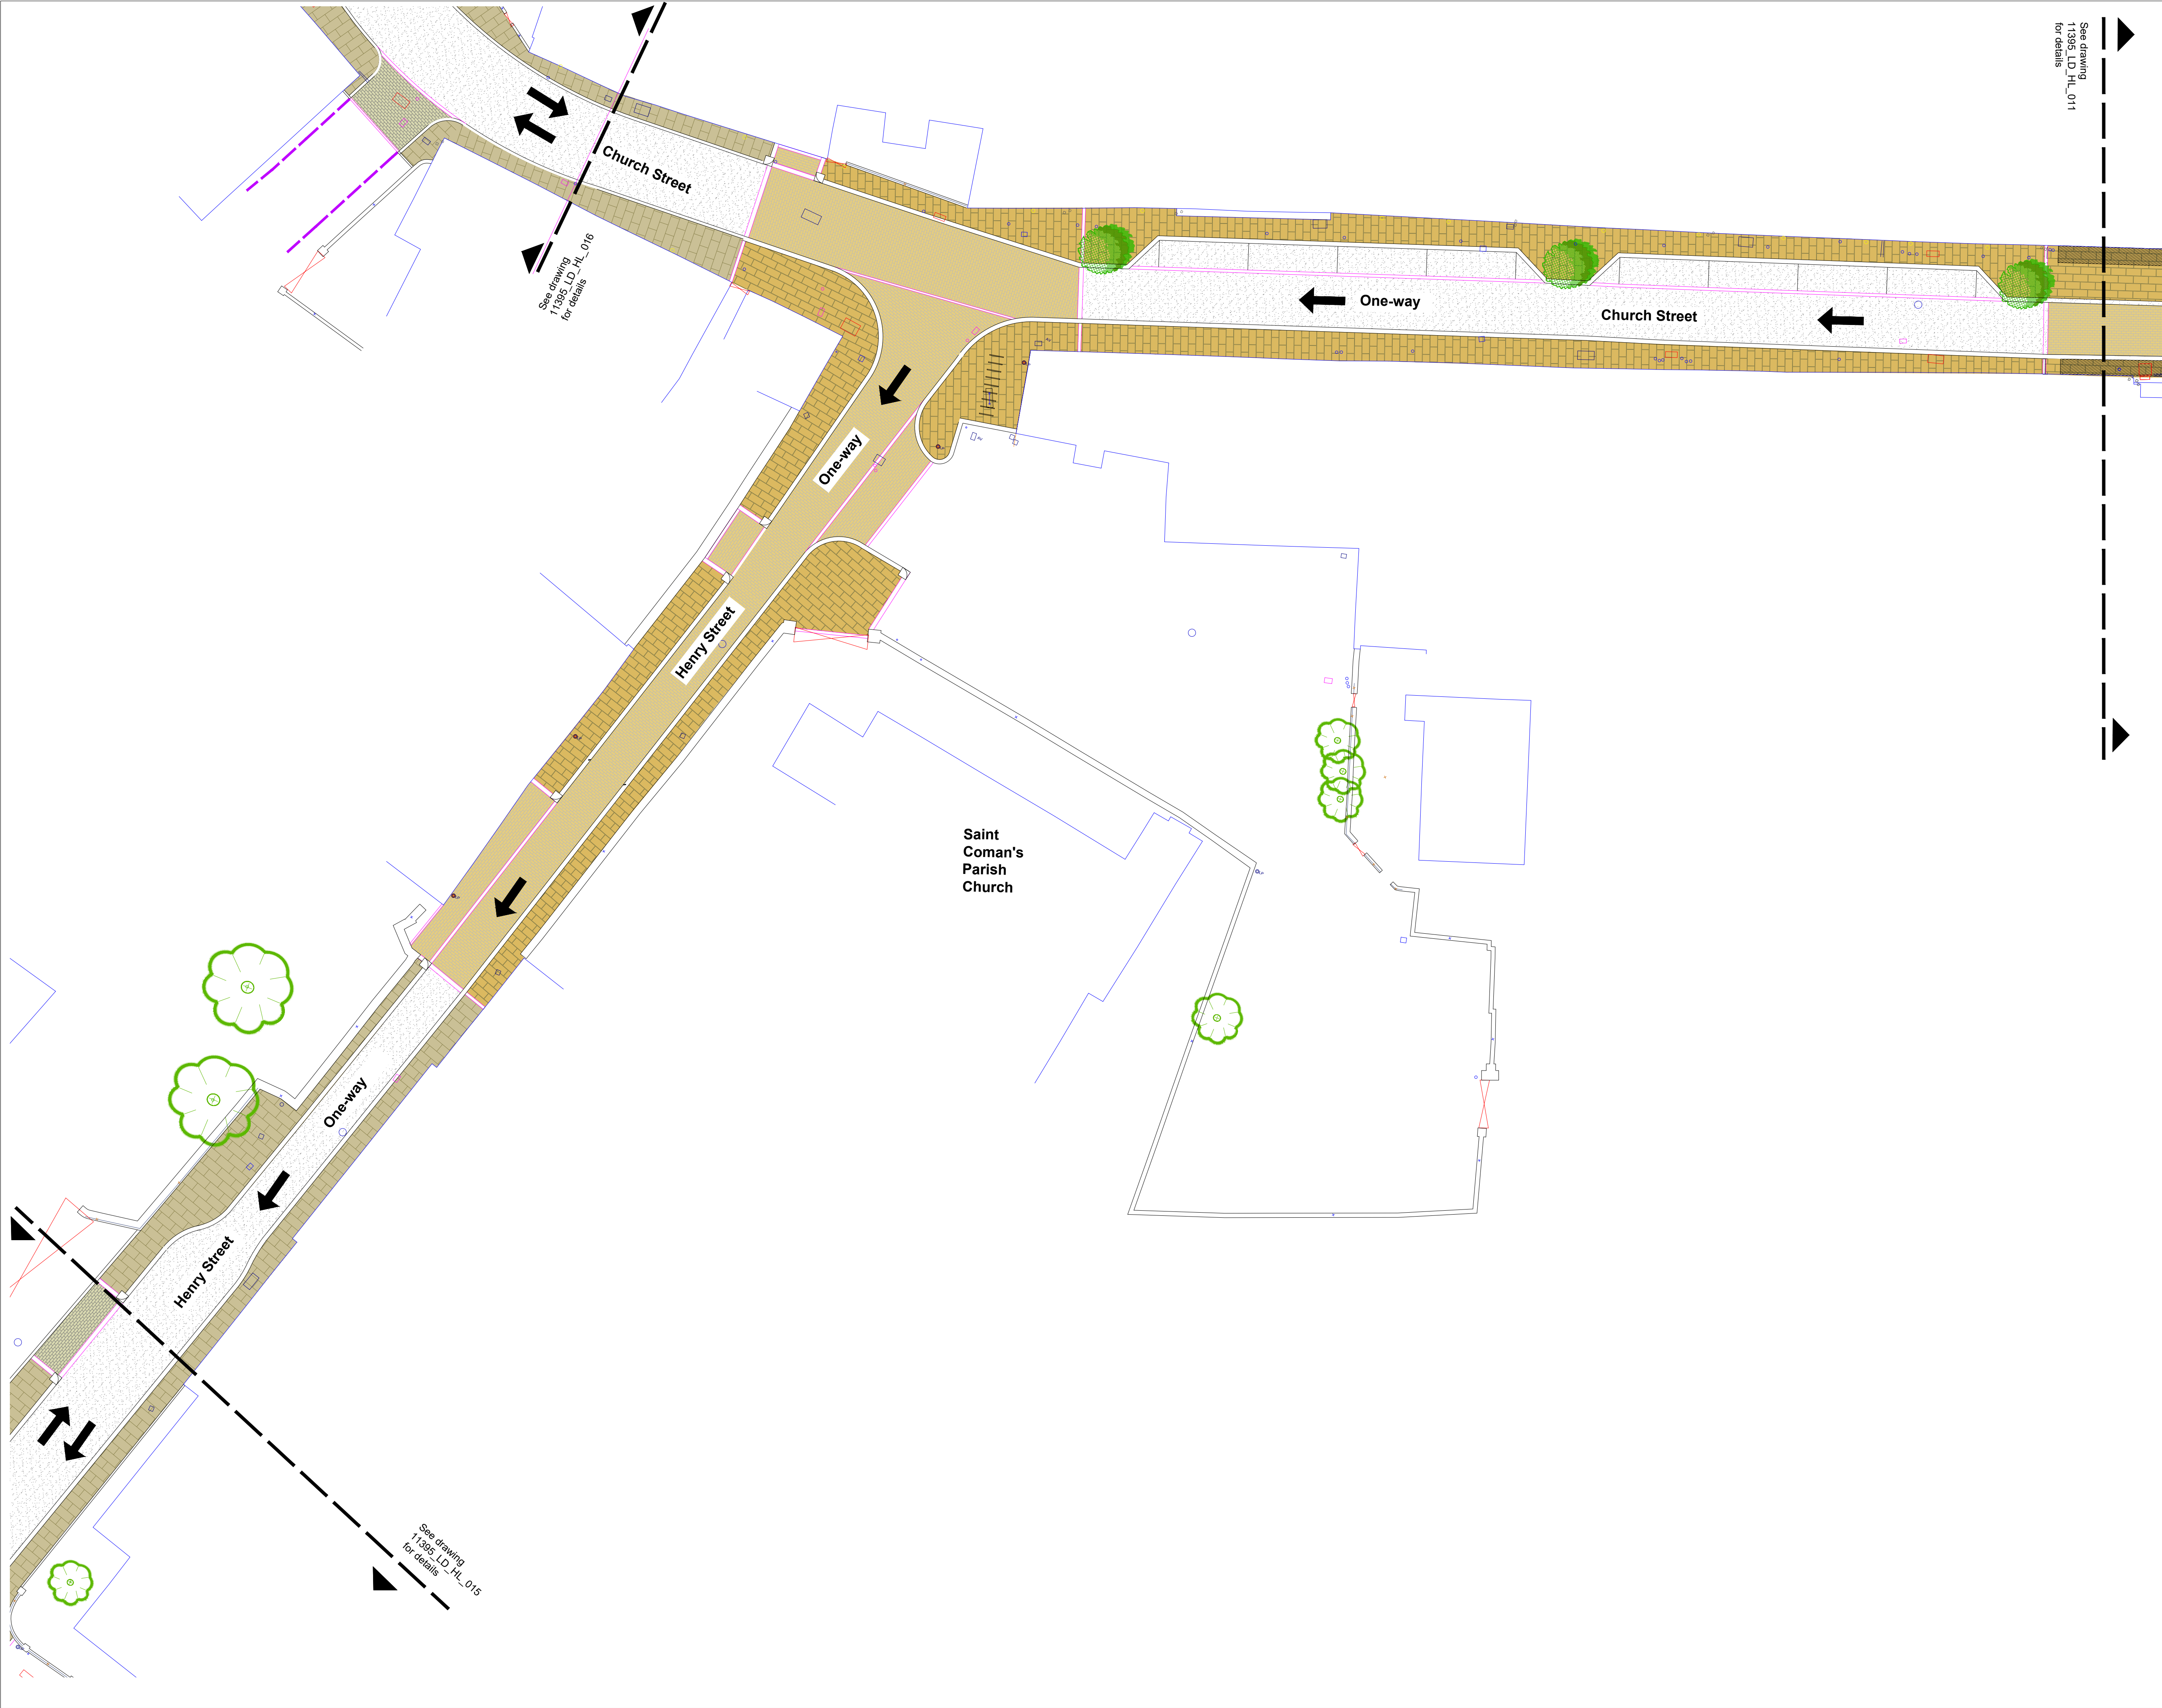 See drawing
11395_LD_HL_011
for details
Church Street
See drawing
11395_LD_HL_016
for details
One-way
Church Street
One-way
Henry Street
Saint
Coman's
Parish
Church
One-way
Henry Street
See drawing
11395_LD_HL_015
for details